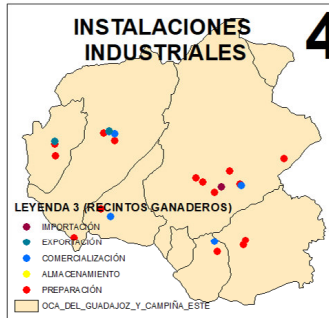 INSTALACIONES
INDUSTRIALES
4
LEYENDA 3 (RECINTOS GANADEROS)
IMPORTACIÓN
EXPORTACIÓN
COMERCIALIZACIÓN
ALMACENAMIENTO
PREPARACIÓN
OCA_DEL_GUADAJOZ_Y_CAMPIÑA_ESTE